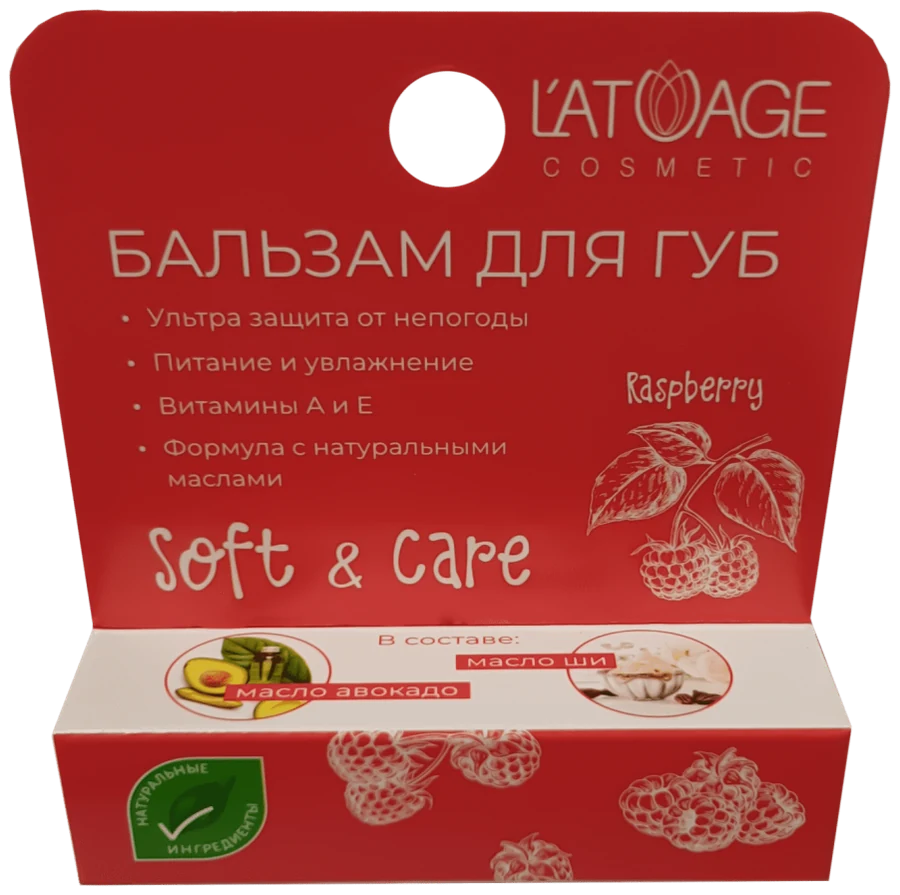 L'ATUAGE
COSMETIC
БАЛЬЗАМ ДЛЯ ГУБ
• Ультра защита от непогоды
• Питание и увлажнение
• Витамины А и Е
• Формула с натуральными
маслами
Raspberry
Soft & Care
В составе:
масло ши
масло авокадо
НАТУРАЛЬНЫЕ
ИНГРЕДИЕНТЫ